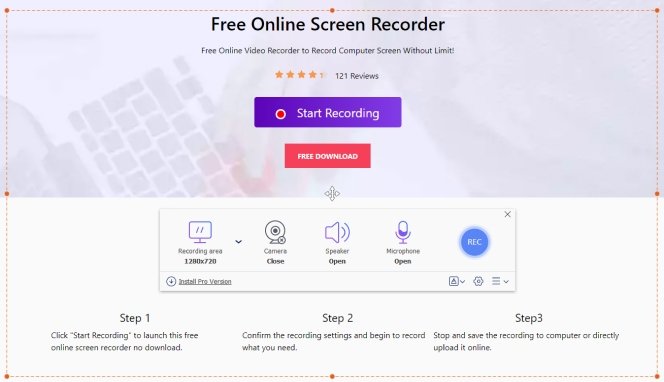 Free Online Screen Recorder
Free Online Video Recorder to Record Computer Screen Without Limit!
121 Reviews
Start Recording
FREE DOWNLOAD
Recording area
1280x720
Camera
Close
Speaker
Open
Microphone
Open
REC
Install Pro Version
A
Step 1
Click "Start Recording" to launch this free
online screen recorder no download.
Step 2
Confirm the recording settings and begin to record
what you need.
Step3
Stop and save the recording to computer or directly
upload it online.